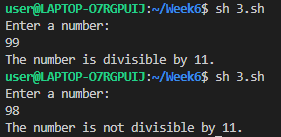 user@LAPTOP-O7RGPUIJ:~/Week6$ sh 3.sh
Enter a number:
99
The number is divisible by 11.
user@LAPTOP-O7RGPUIJ:~/Week6$ sh 3.sh
Enter a number:
98
The number is not divisible by 11.